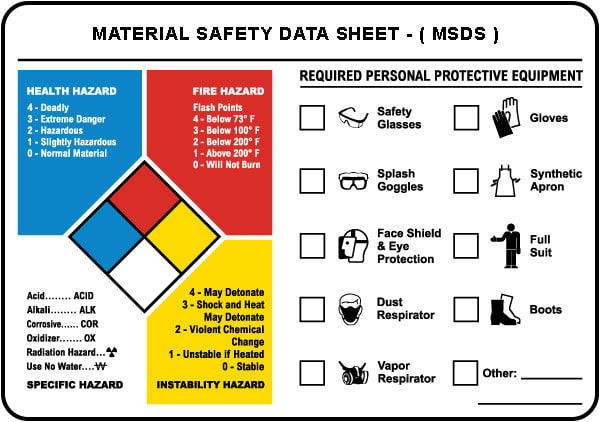 MATERIAL SAFETY DATA SHEET - ( MSDS )
HEALTH HAZARD
4 - Deadly
3 - Extreme Danger
2 - Hazardous
1 - Slightly Hazardous
0 - Normal Material
FIRE HAZARD
Flash Points
4 - Below 73° F
3 - Below 100° F
2 - Below 200° F
1 - Above 200° F
0 - Will Not Burn
Acid........ ACID
Alkali........ ALK
Corrosive...... COR
Oxidizer....... OX
Radiation Hazard...
Use No Water....W
SPECIFIC HAZARD
4 - May Detonate
3 - Shock and Heat
May Detonate
2 - Violent Chemical
Change
1 - Unstable if Heated
0 - Stable
INSTABILITY HAZARD
REQUIRED PERSONAL PROTECTIVE EQUIPMENT
Safety
Glasses
Gloves
Splash
Goggles
Synthetic
Apron
Face Shield
& Eye
Protection
Full
Suit
Dust
Respirator
Boots
Vapor
Respirator
Other: